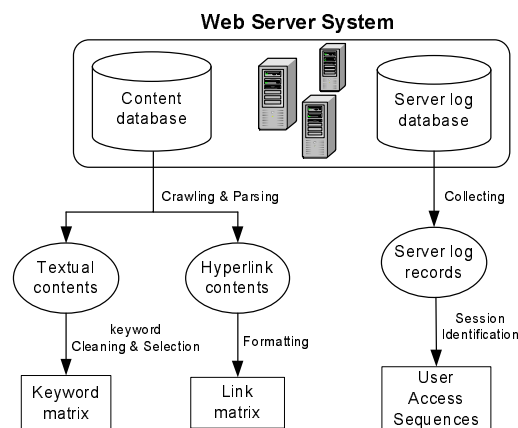 Web Server System
Content
database
Server log
database
Crawling & Parsing
Collecting
Textual
contents
Hyperlink
contents
Server log
records
keyword
Cleaning & Selection
Formatting
Session
Identification
Keyword
matrix
Link
matrix
User
Access
Sequences